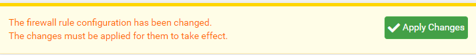 The firewall rule configuration has been changed.
The changes must be applied for them to take effect.
Apply Changes